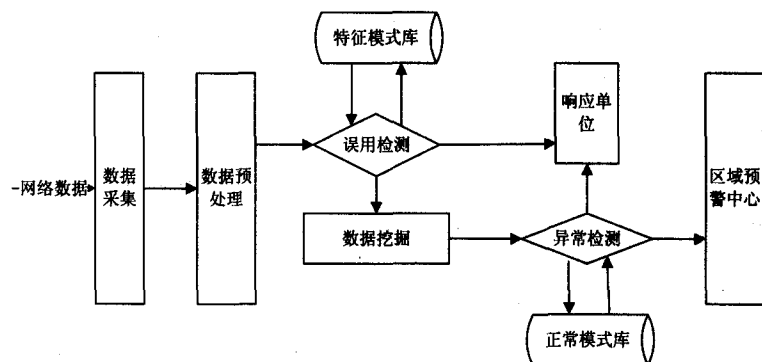 特征模式库
响应单
位
误用检测
-网络数据
数据
采集
数据预
处理
区域预
警中心
数据挖掘
异常检测
正常模式库